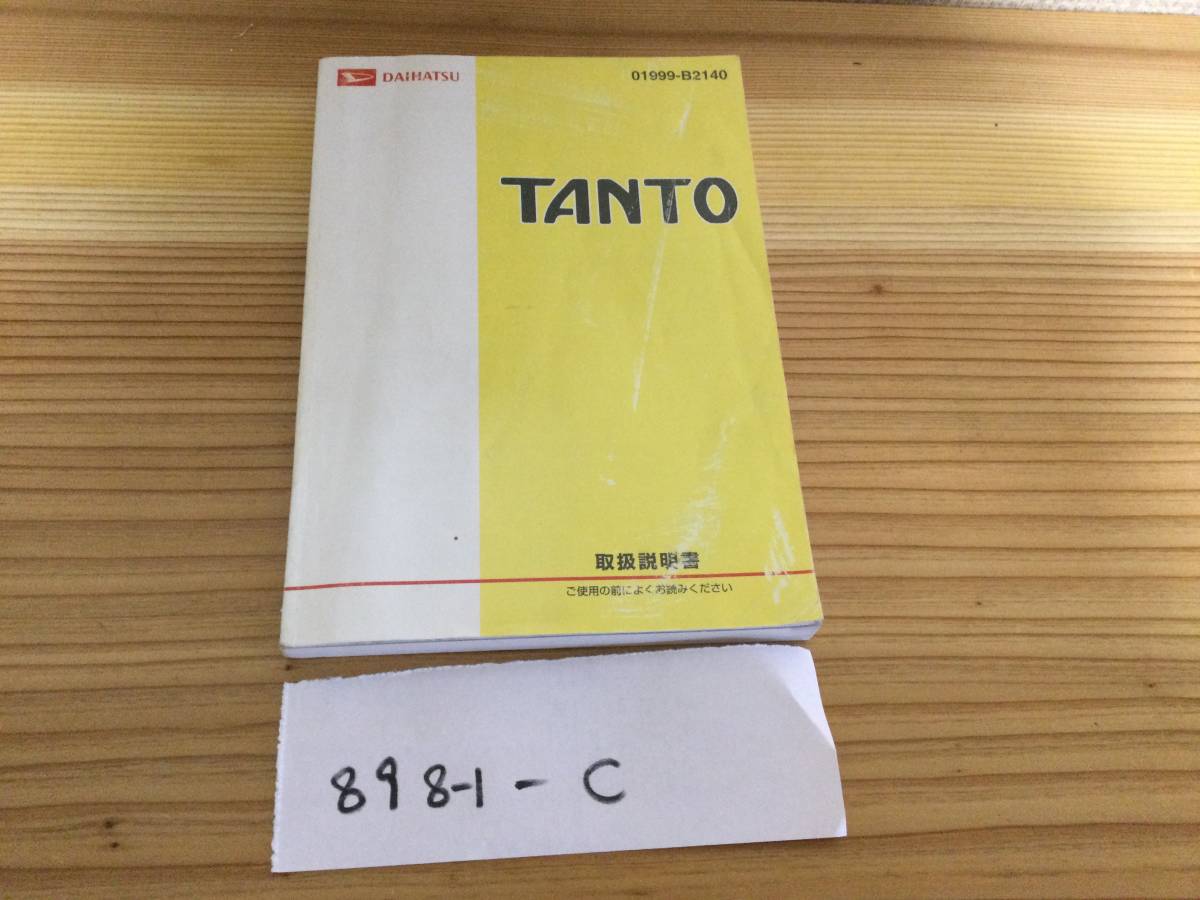 DAIHATSU
01999-B2140
TANTO
取扱説明書
ご使用の前によくお読みください
898-1-C